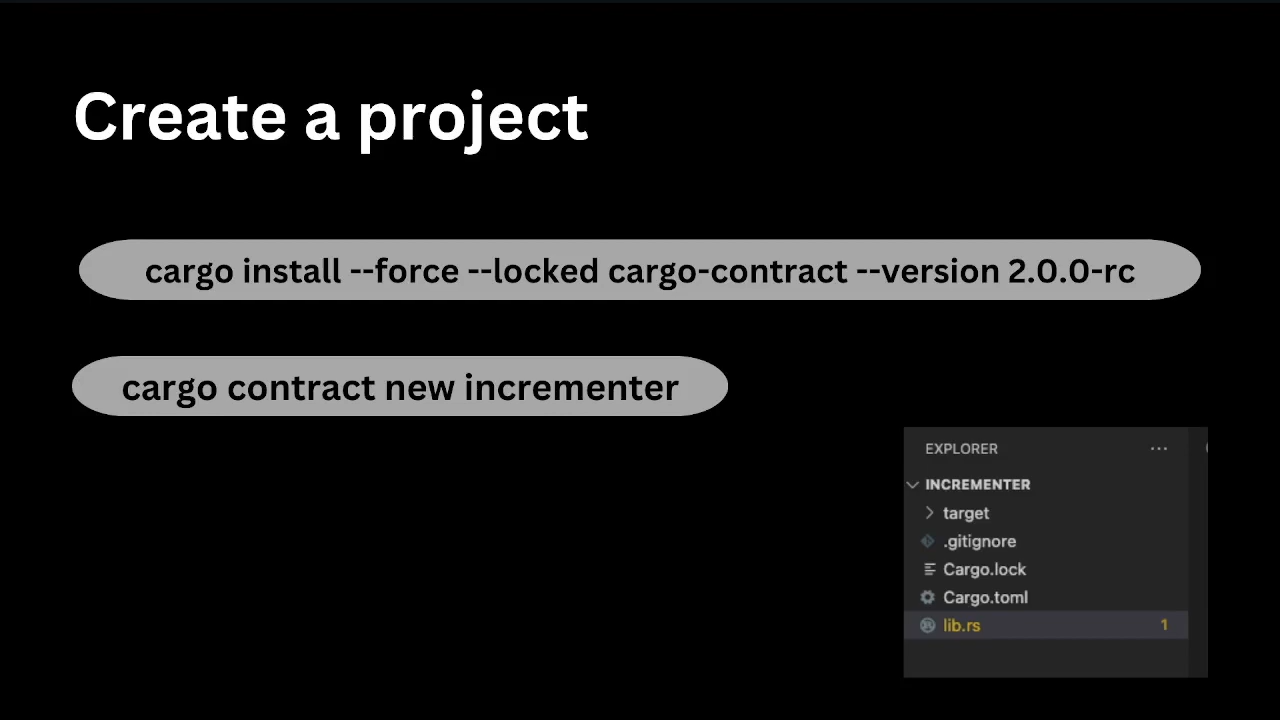 Create a project
cargo install --force --locked cargo-contract --version 2.0.0-rc
cargo contract new incrementer
EXPLORER ...
INCREMENTER
target
.gitignore
Cargo.lock
Cargo.toml
lib.rs 1